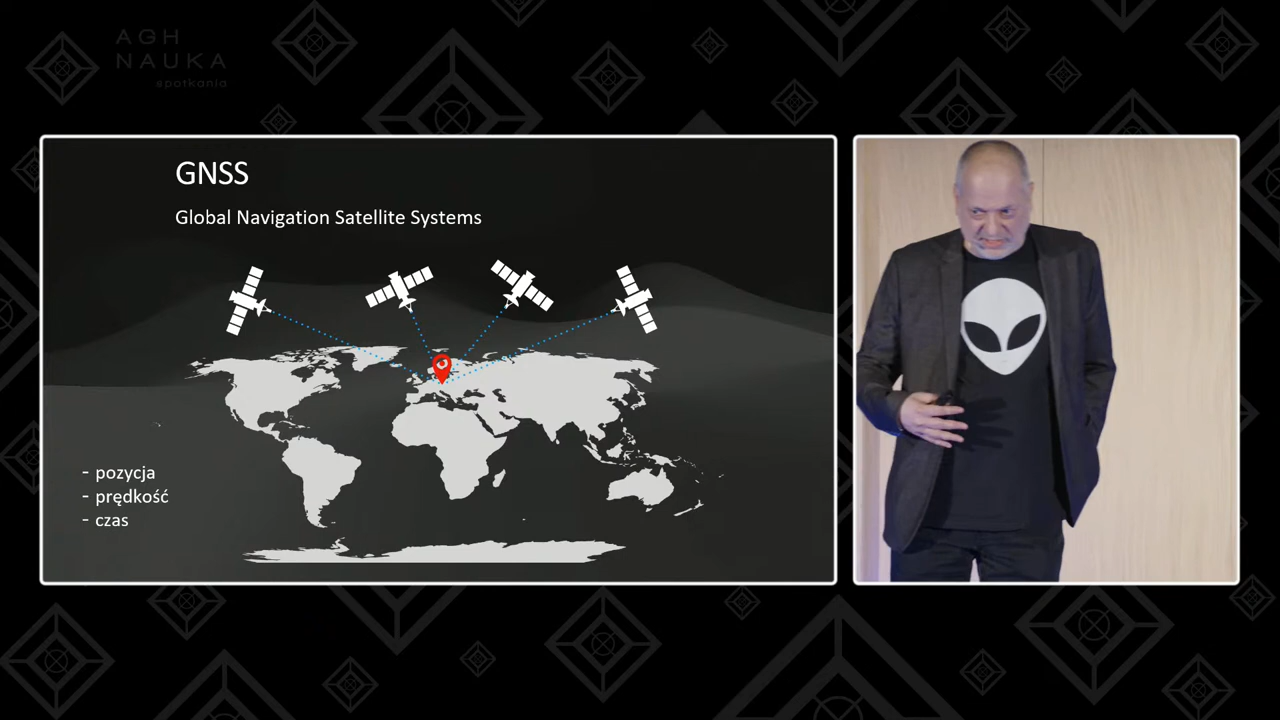 AGH
NAUKA
spotkania
GNSS
Global Navigation Satellite Systems
- pozycja
- prędkość
- czas